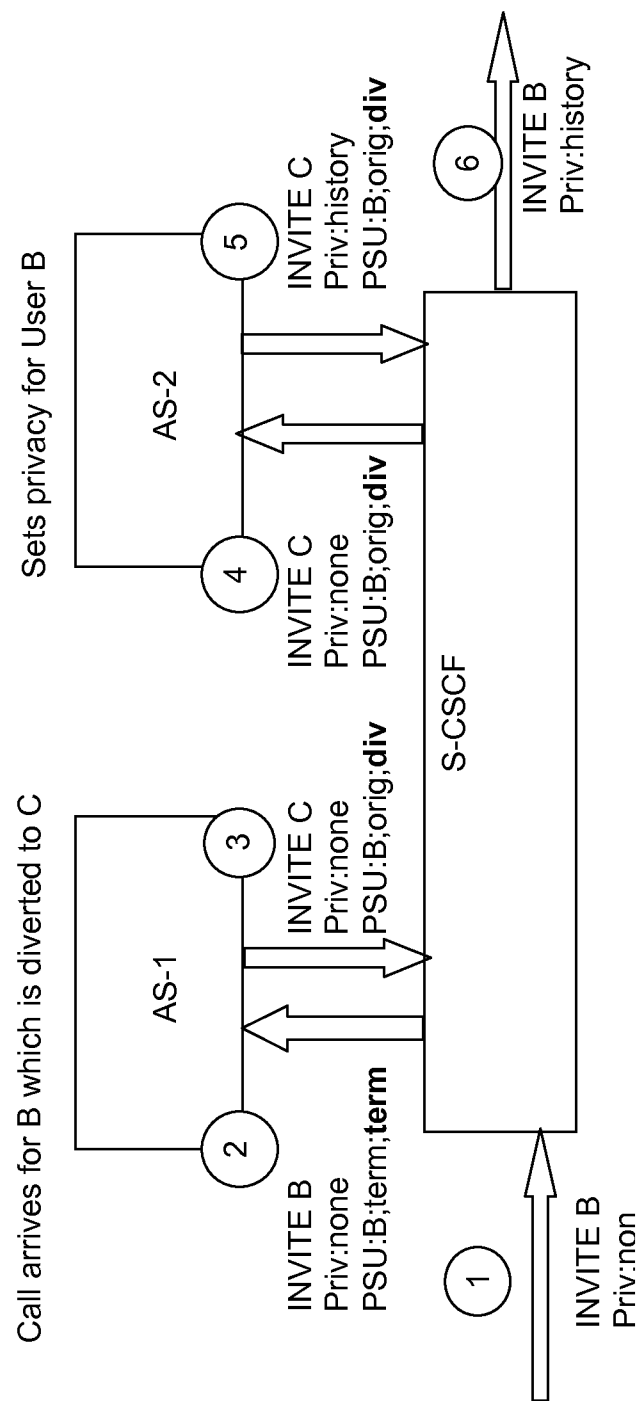 Call arrives for B which is diverted to C
Sets privacy for User B
AS-1
AS-2
2
3
4
5
INVITE B
Priv:none
PSU:B;term;term
INVITE C
Priv:none
PSU:B;orig;div
INVITE C
Priv:none
PSU:B;orig;div
INVITE C
Priv:history
PSU:B;orig;div
S-CSCF
1
INVITE B
Priv:non
6
INVITE B
Priv:history